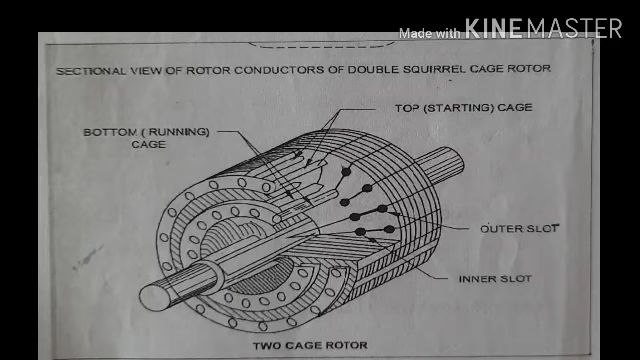 Made with KINEMASTER
SECTIONAL VIEW OF ROTOR CONDUCTORS OF DOUBLE SQUIRREL CAGE ROTOR
TOP (STARTING) CAGE
BOTTOM ( RUNNING)
CAGE
OUTER SLOT
INNER SLOT
TWO CAGE ROTOR